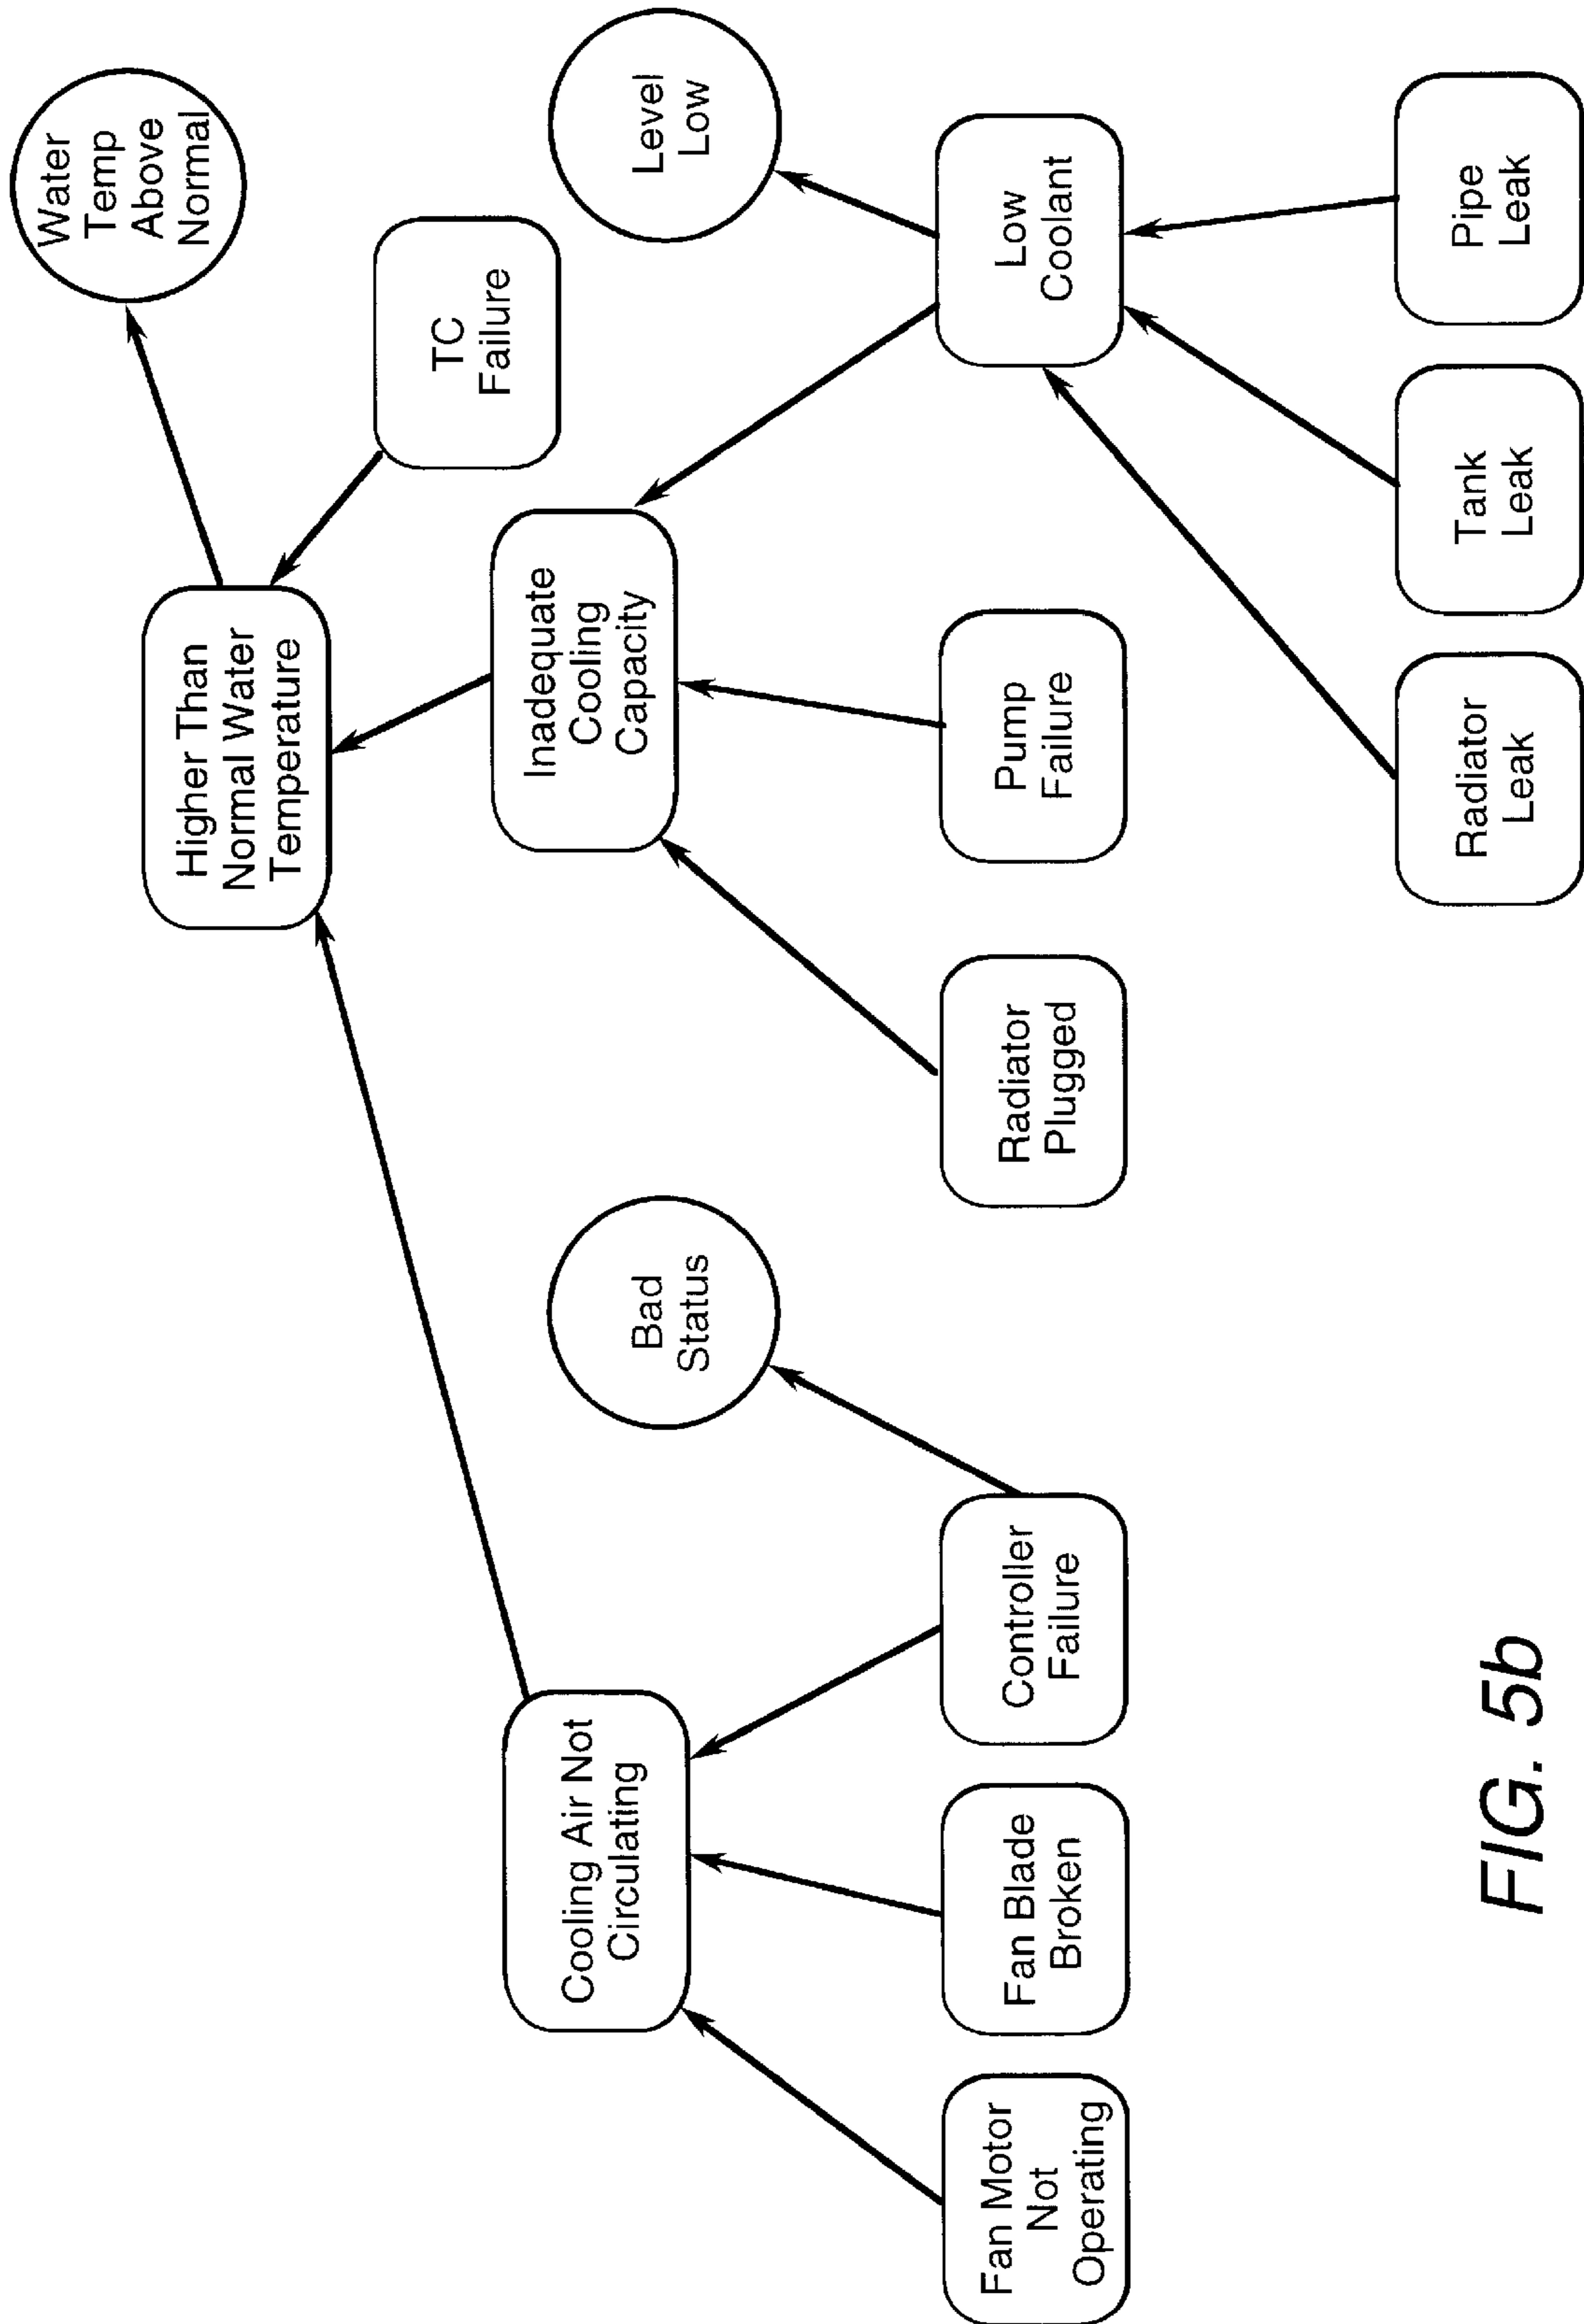 Water
Temp
Above
Normal
Higher Than
Normal Water
Temperature
TC
Failure
Cooling Air Not
Circulating
Bad
Status
Inadequate
Cooling
Capacity
Level
Low
Fan Motor
Not
Operating
Fan Blade
Broken
Controller
Failure
Radiator
Plugged
Pump
Failure
Low
Coolant
Radiator
Leak
Tank
Leak
Pipe
Leak
FIG. 5b